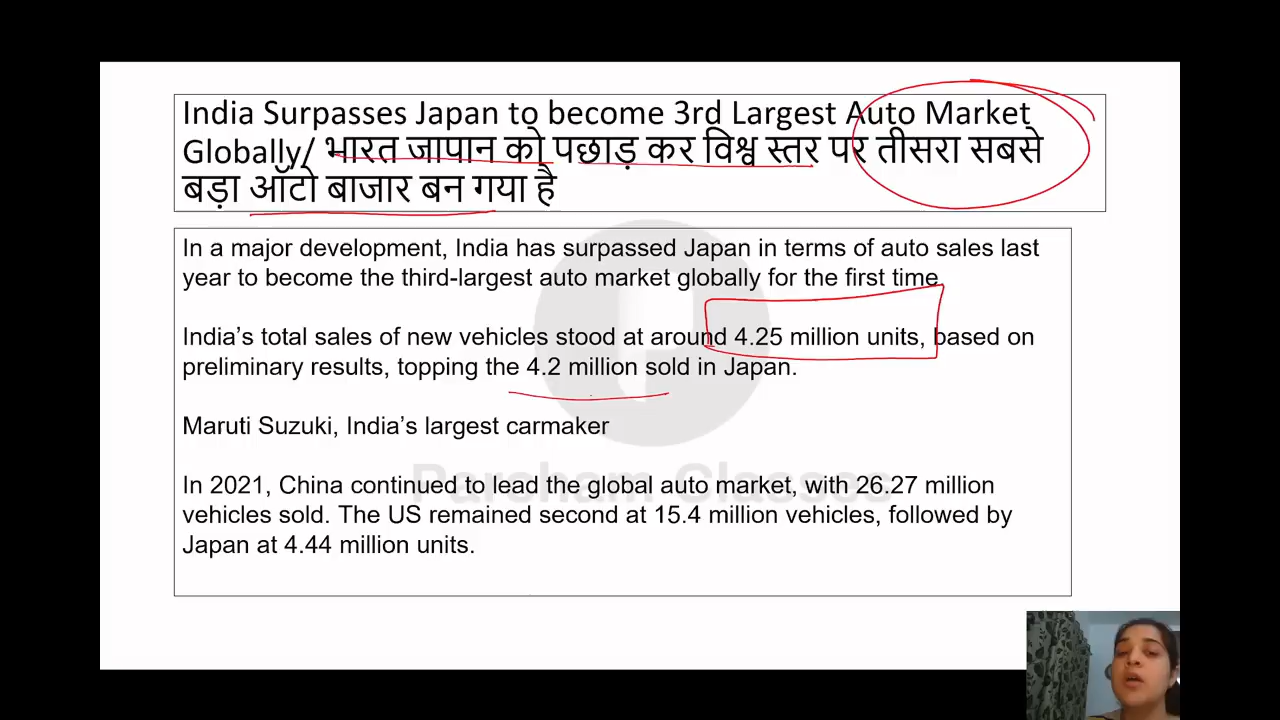 India Surpasses Japan to become 3rd Largest Auto Market
Globally/ भारत जापान को पछाड़ कर विश्व स्तर पर तीसरा सबसे
बड़ा ऑटो बाजार बन गया है
In a major development, India has surpassed Japan in terms of auto sales last
year to become the third-largest auto market globally for the first time.
India’s total sales of new vehicles stood at around 4.25 million units, based on
preliminary results, topping the 4.2 million sold in Japan.
Maruti Suzuki, India’s largest carmaker
Parcham Classes
In 2021, China continued to lead the global auto market, with 26.27 million
vehicles sold. The US remained second at 15.4 million vehicles, followed by
Japan at 4.44 million units.